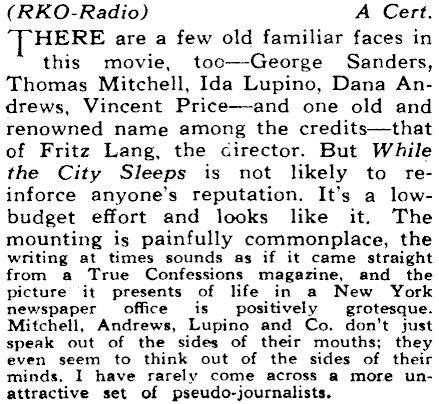 (RKO-Radio) A Cert.
THERE are a few old familiar faces in
this movie, too—George Sanders,
Thomas Mitchell, Ida Lupino, Dana An-
drews, Vincent Price—and one old and
renowned name among the credits—that
of Fritz Lang, the director. But While
the City Sleeps is not likely to re-
inforce anyone's reputation. It's a low-
budget effort and looks like it. The
mounting is painfully commonplace, the
writing at times sounds as if it came straight
from a True Confessions magazine, and the
picture it presents of life in a New York
newspaper office is positively grotesque.
Mitchell, Andrews, Lupino and Co. don't just
speak out of the sides of their mouths; they
even seem to think out of the sides of their
minds. I have rarely come across a more un-
attractive set of pseudo-journalists.